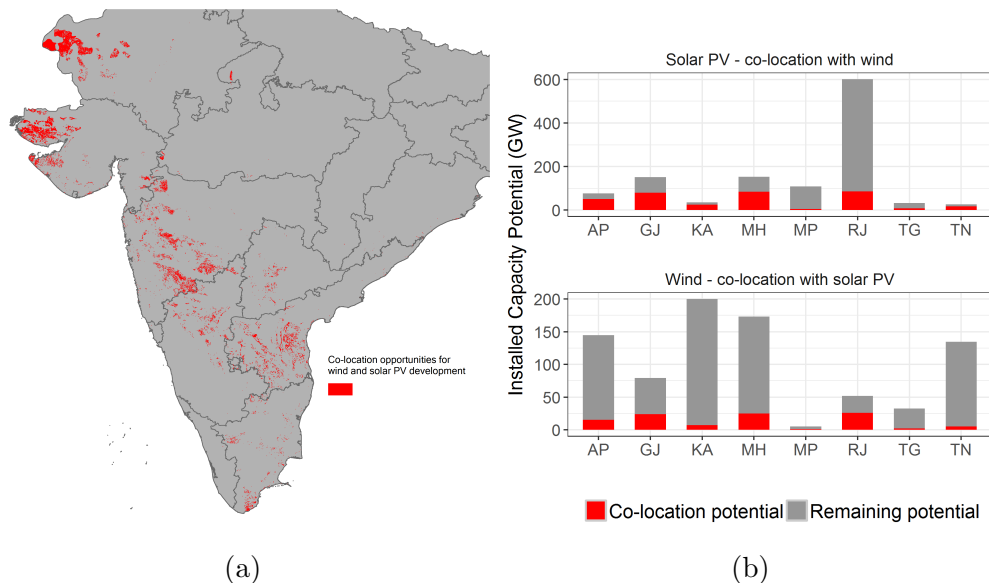 Co-location opportunities for
wind and solar PV development
(a)
Installed Capacity Potential (GW)
Solar PV - co-location with wind
600
400
200
0
AP GJ KA MH MP RJ TG TN
Wind - co-location with solar PV
200
150
100
50
0
AP GJ KA MH MP RJ TG TN
Co-location potential Remaining potential
(b)